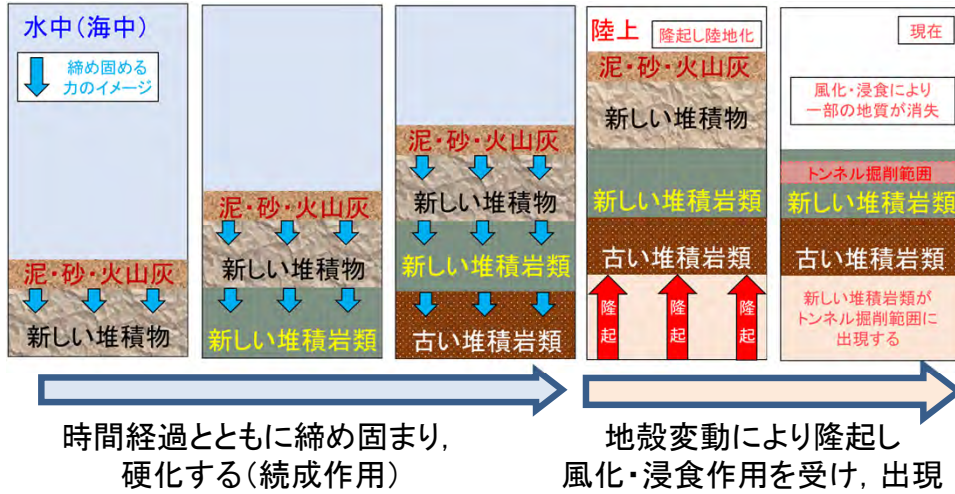 水中(海中)
締め固める
力のイメージ
泥・砂・火山灰
新しい堆積物
泥・砂・火山灰
新しい堆積物
新しい堆積岩類
泥・砂・火山灰
新しい堆積物
新しい堆積岩類
古い堆積岩類
陸上
隆起し陸地化
泥・砂・火山灰
新しい堆積物
新しい堆積岩類
古い堆積岩類
隆起
隆起
隆起
現在
風化・浸食により
一部の地質が消失
トンネル掘削範囲
新しい堆積岩類
古い堆積岩類
新しい堆積岩類が
トンネル掘削範囲に
出現する
時間経過とともに締め固まり,
硬化する(続成作用)
地殻変動により隆起し
風化・浸食作用を受け, 出現